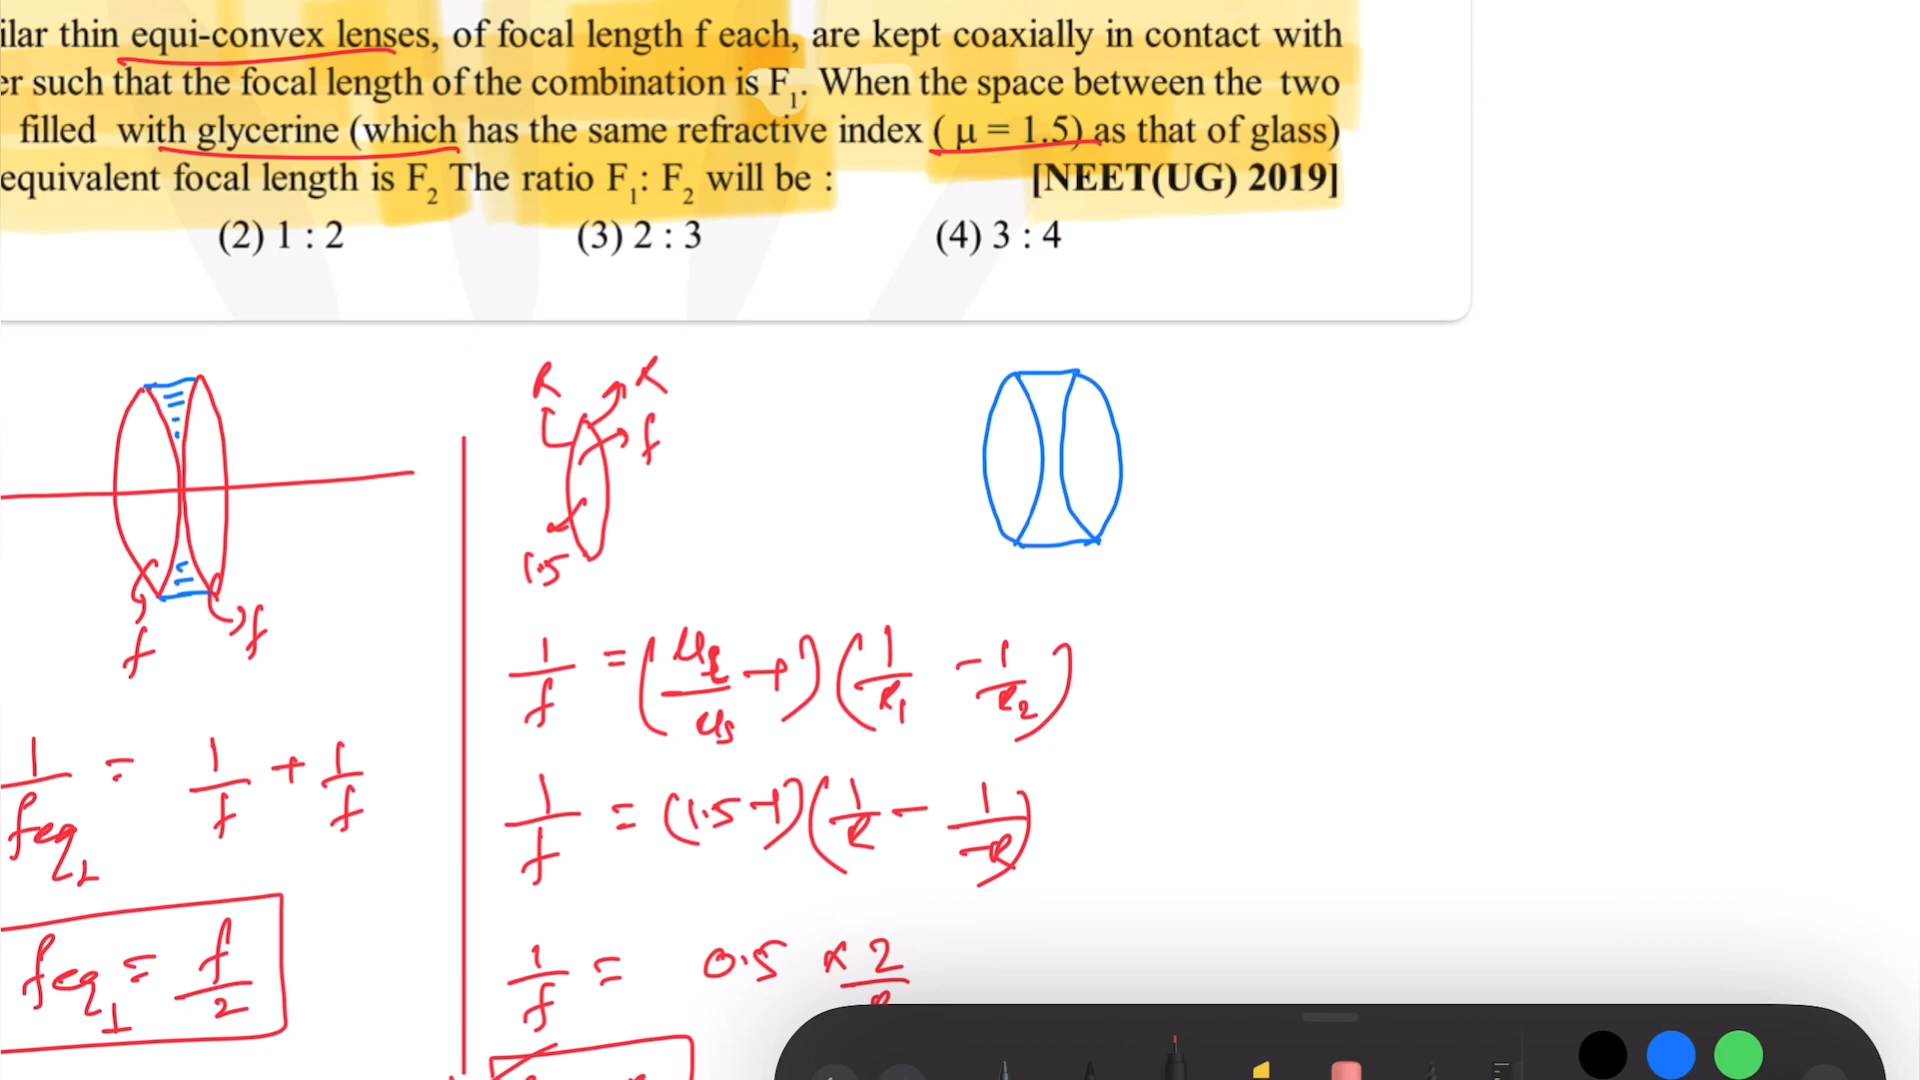 ilar thin equi-convex lenses, of focal length f each, are kept coaxially in contact with
er such that the focal length of the combination is F₁. When the space between the two
filled with glycerine (which has the same refractive index ( μ = 1.5) as that of glass)
equivalent focal length is F₂ The ratio F₁: F₂ will be : [NEET(UG) 2019]
(2) 1 : 2 (3) 2 : 3 (4) 3 : 4
R R
f
1.5
f f
1/f = (μ_l/μ_s -1) (1/R₁ - 1/R₂)
1/feq₁ = 1/f + 1/f
1/f = (1.5-1) (1/R - 1/-R)
feq₁ = f/2
1/f = 0.5 × 2/R